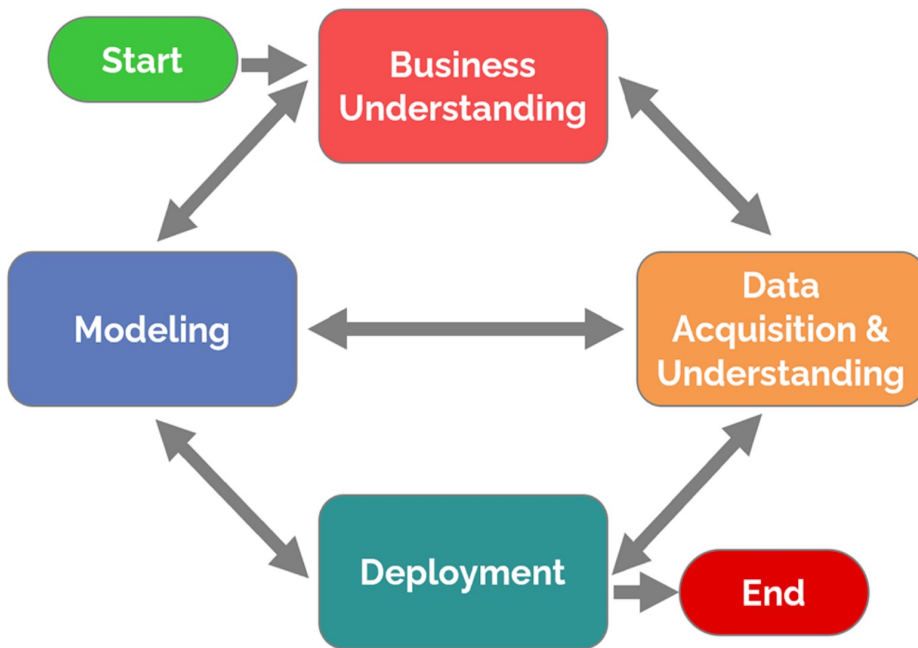 Start
Business
Understanding
Modeling
Data
Acquisition &
Understanding
Deployment
End